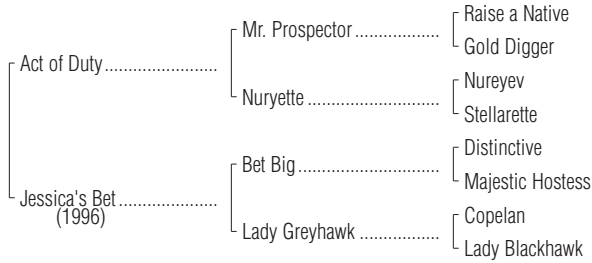 Raise a Native
Mr. Prospector ...................
Gold Digger
Act of Duty .........................
Nureyev
Nuryette ..............................
Stellarette
Distinctive
Bet Big ................................
Majestic Hostess
Jessica's Bet .....................
(1996)
Copelan
Lady Greyhawk ..................
Lady Blackhawk